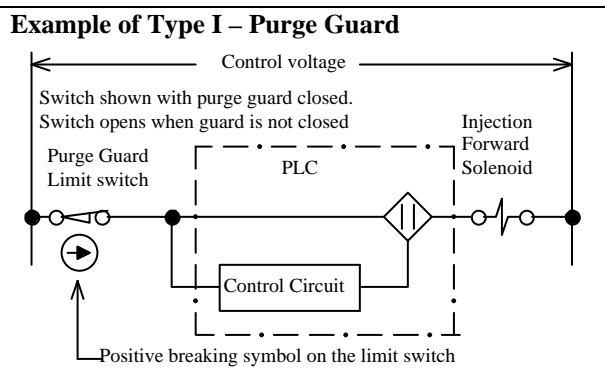 Example of Type I – Purge Guard
Control voltage
Switch shown with purge guard closed.
Switch opens when guard is not closed
Purge Guard
Limit switch
PLC
Injection
Forward
Solenoid
Control Circuit
Positive breaking symbol on the limit switch